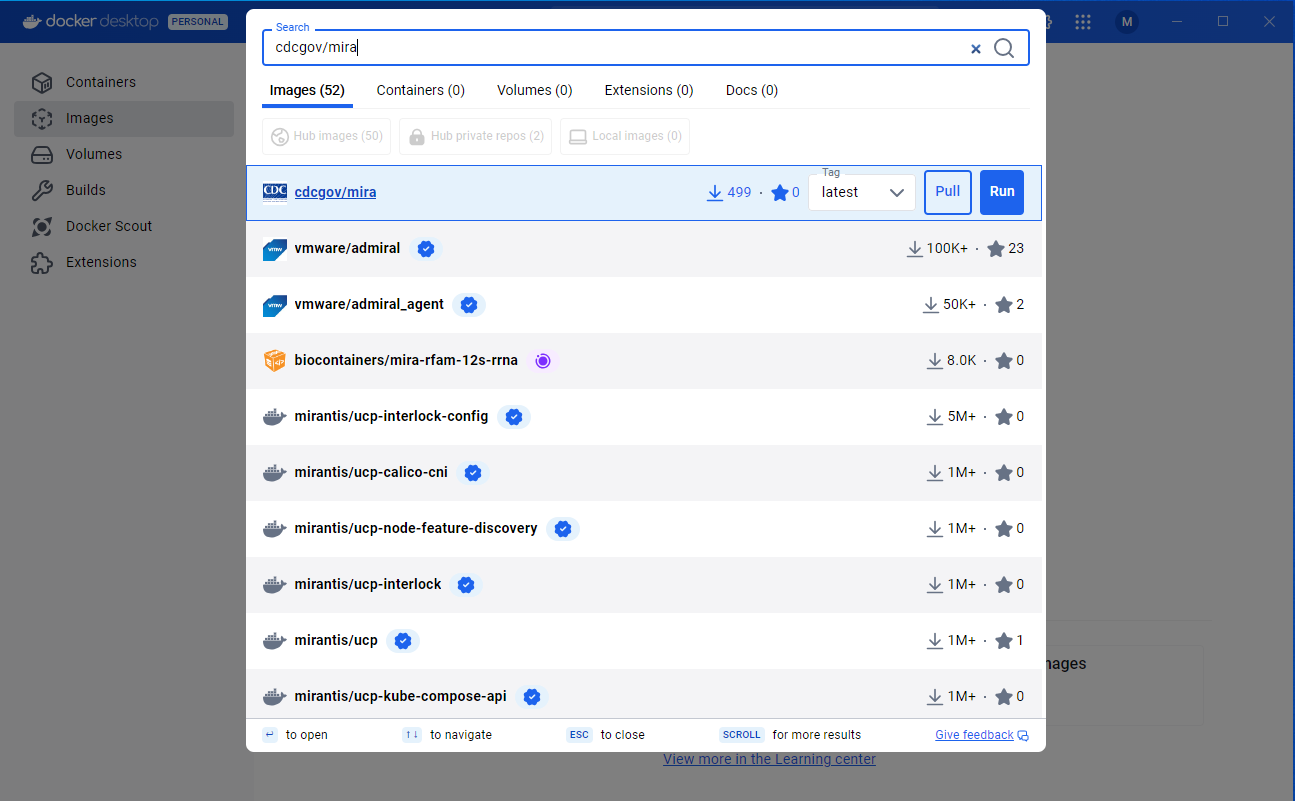 docker desktop PERSONAL
M
Search
cdcgov/mira
Images (52) Containers (0) Volumes (0) Extensions (0) Docs (0)
Hub images (50) Hub private repos (2) Local images (0)
Containers
Images
Volumes
Builds
Docker Scout
Extensions
CDC cdcgov/mira 499 · 0 Tag latest Pull Run
vmw vmware/admiral 100K+ · 23
vmw vmware/admiral_agent 50K+ · 2
biocontainers/mira-rfam-12s-rrna 8.0K · 0
mirantis/ucp-interlock-config 5M+ · 0
mirantis/ucp-calico-cni 1M+ · 0
mirantis/ucp-node-feature-discovery 1M+ · 0
mirantis/ucp-interlock 1M+ · 0
mirantis/ucp 1M+ · 1
mirantis/ucp-kube-compose-api 1M+ · 0
mages
↵ to open ↑↓ to navigate ESC to close SCROLL for more results Give feedback
View more in the Learning center